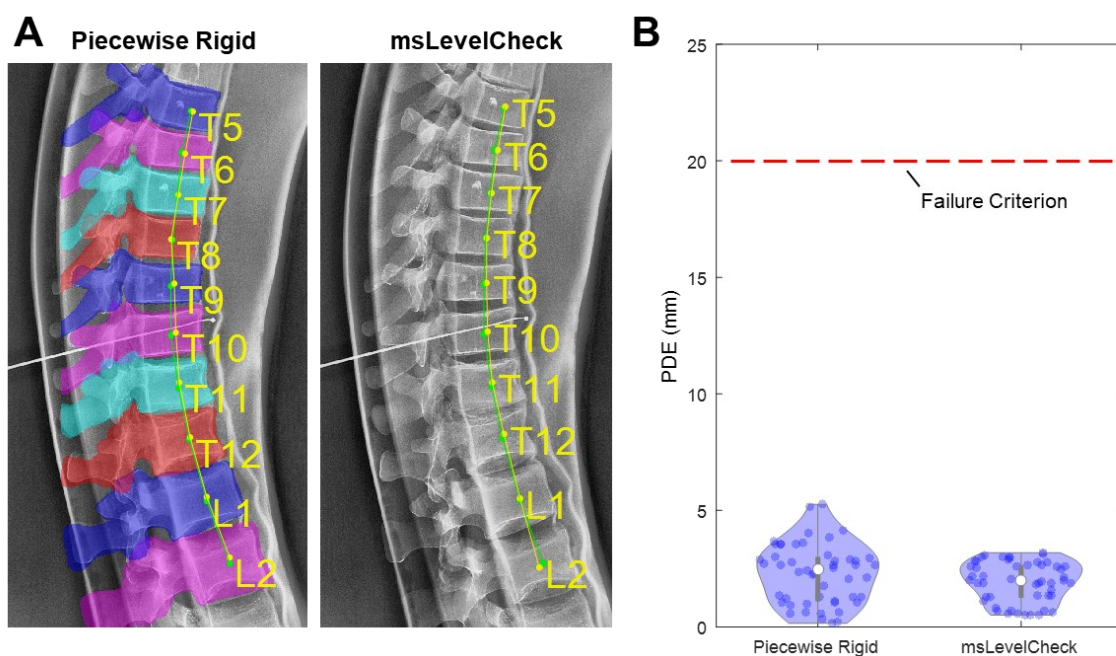 A
Piecewise Rigid
T5
T6
T7
T8
T9
T10
T11
T12
L1
L2
msLevelCheck
T5
T6
T7
T8
T9
T10
T11
T12
L1
L2
B
PDE (mm)
25
20
15
10
5
0
Failure Criterion
Piecewise Rigid
msLevelCheck